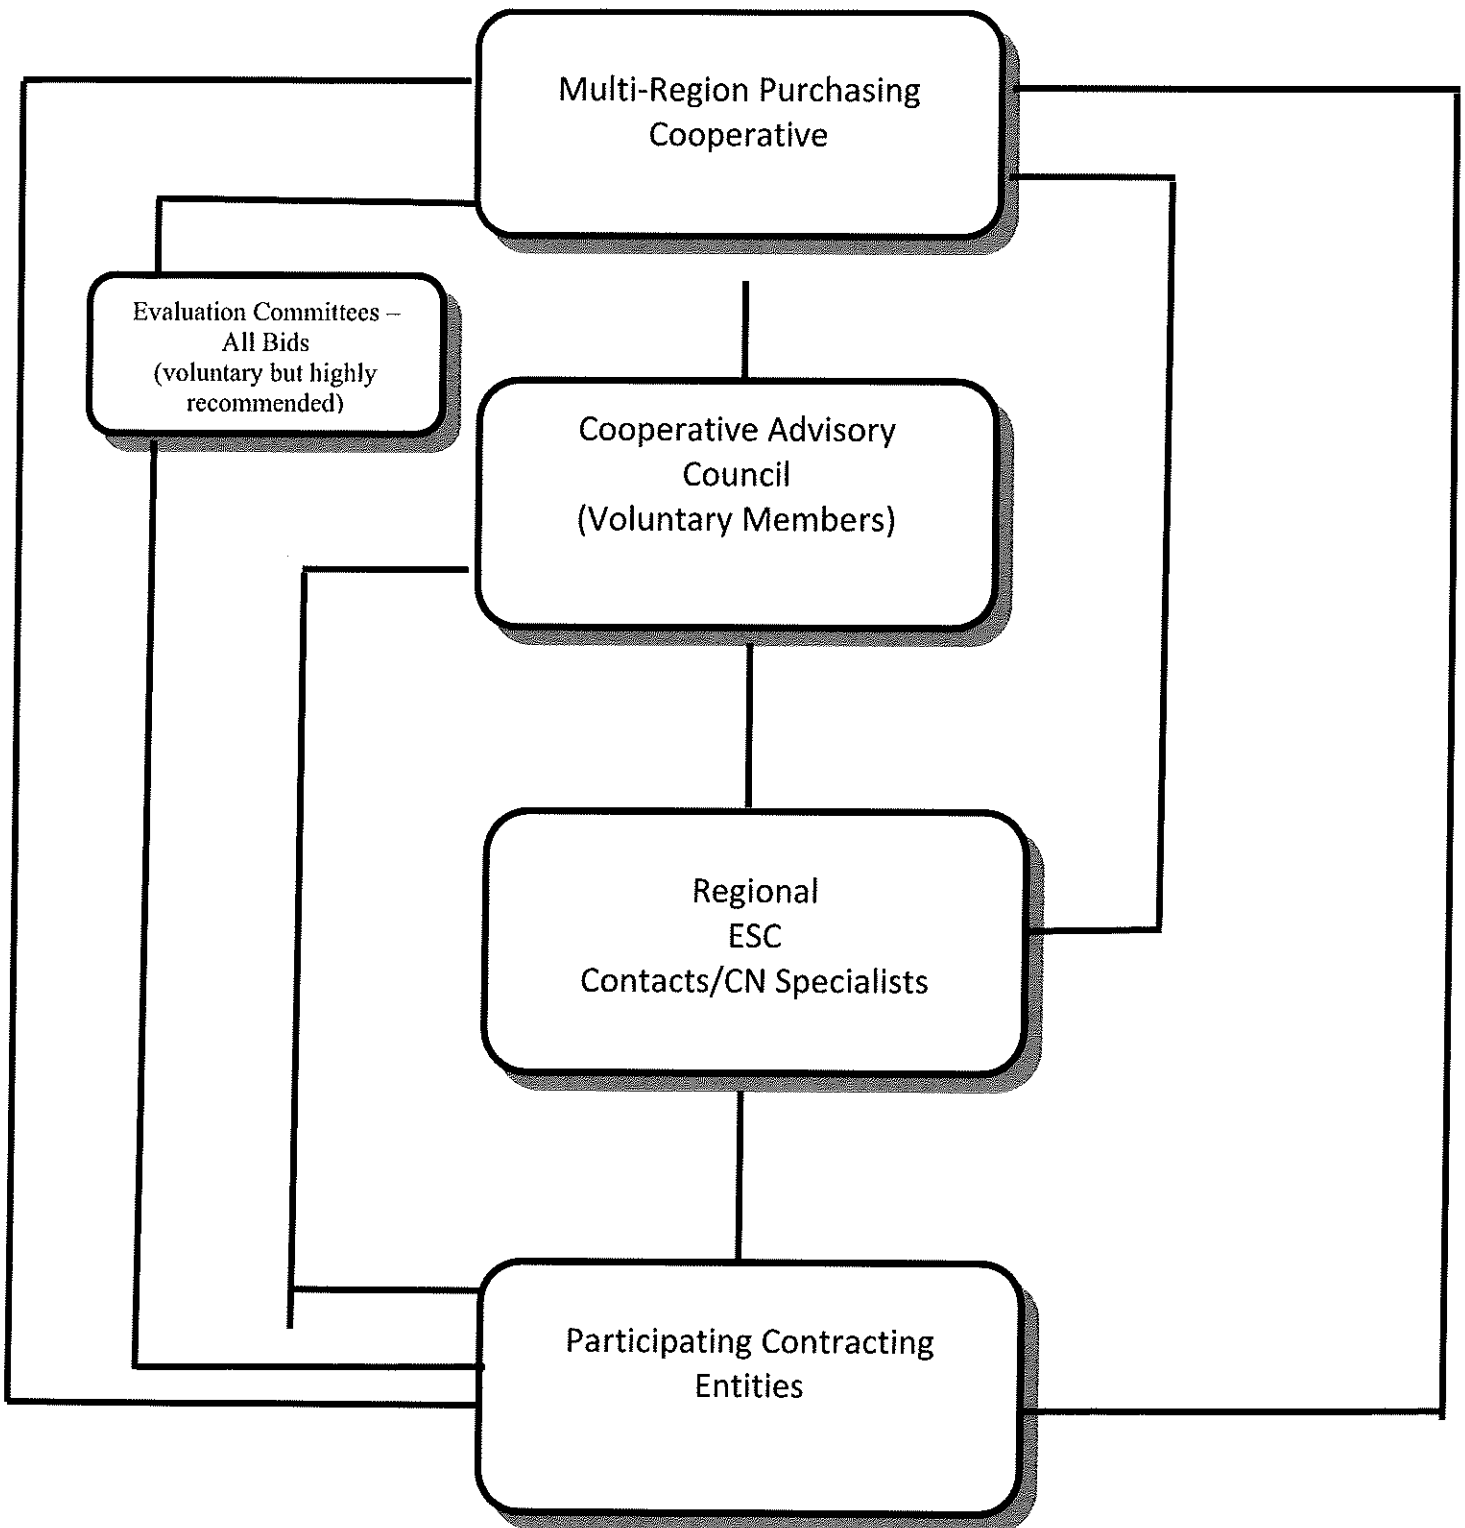 Multi-Region Purchasing
Cooperative
Evaluation Committees –
All Bids
(voluntary but highly
recommended)
Cooperative Advisory
Council
(Voluntary Members)
Regional
ESC
Contacts/CN Specialists
Participating Contracting
Entities